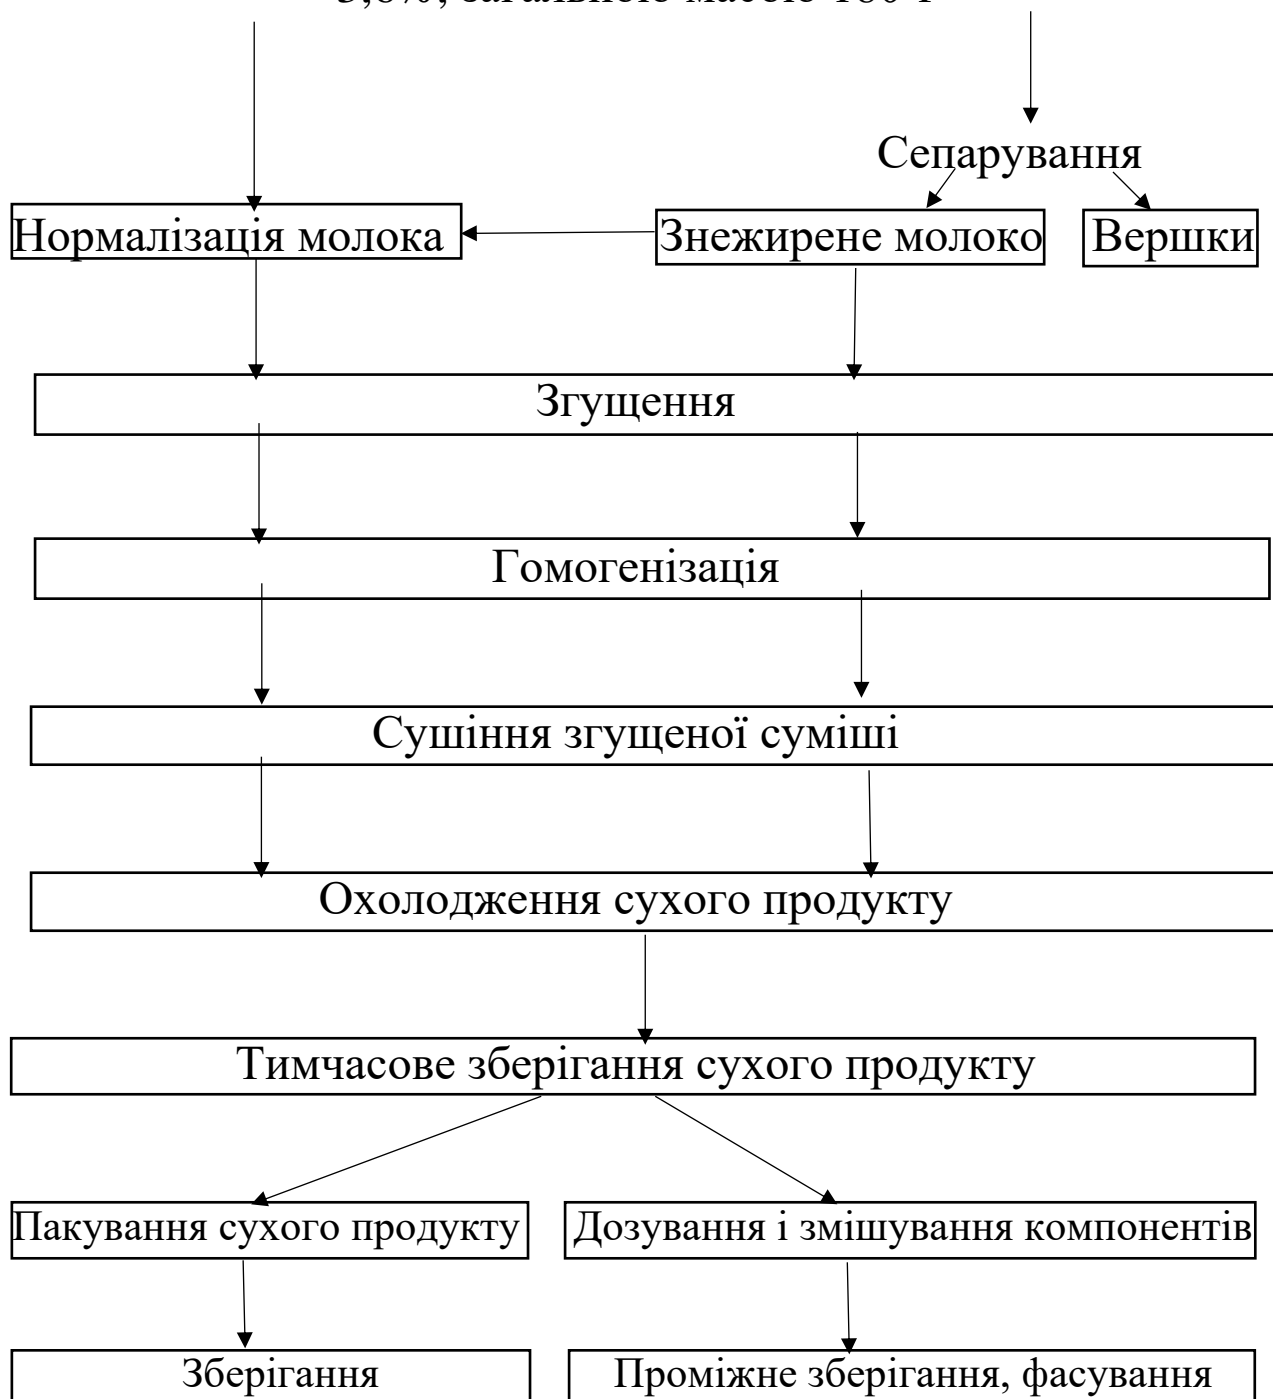 Сепарування
Нормалізація молока
Знежирене молоко
Вершки
Згущення
Гомогенізація
Сушіння згущеної суміші
Охолодження сухого продукту
Тимчасове зберігання сухого продукту
Пакування сухого продукту
Дозування і змішування компонентів
Зберігання
Проміжне зберігання, фасування